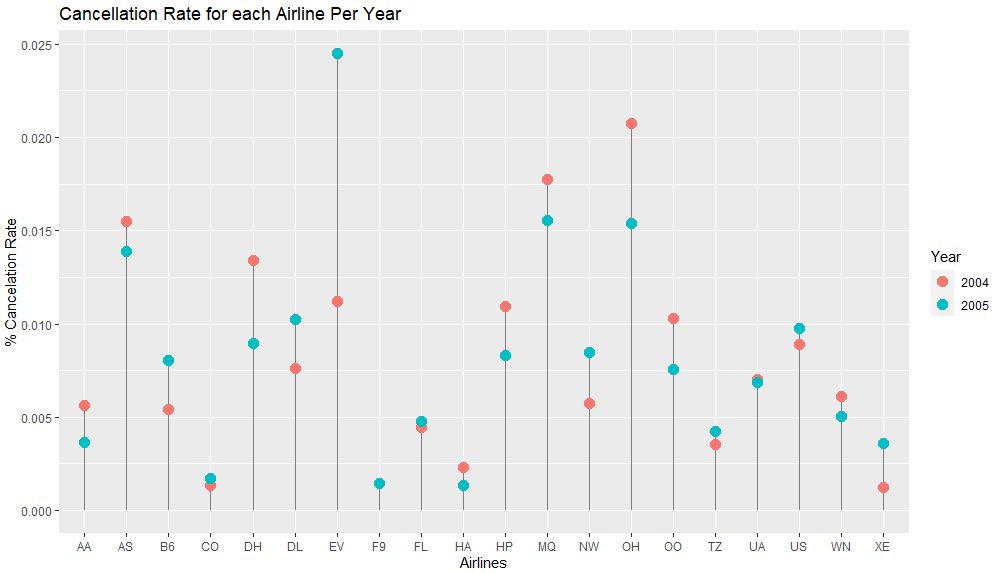 Cancellation Rate for each Airline Per Year
% Cancelation Rate
0.025
0.020
0.015
0.010
0.005
0.000
AA AS B6 CO DH DL EV F9 FL HA HP MQ NW OH OO TZ UA US WN XE
Airlines
Year
2004
2005